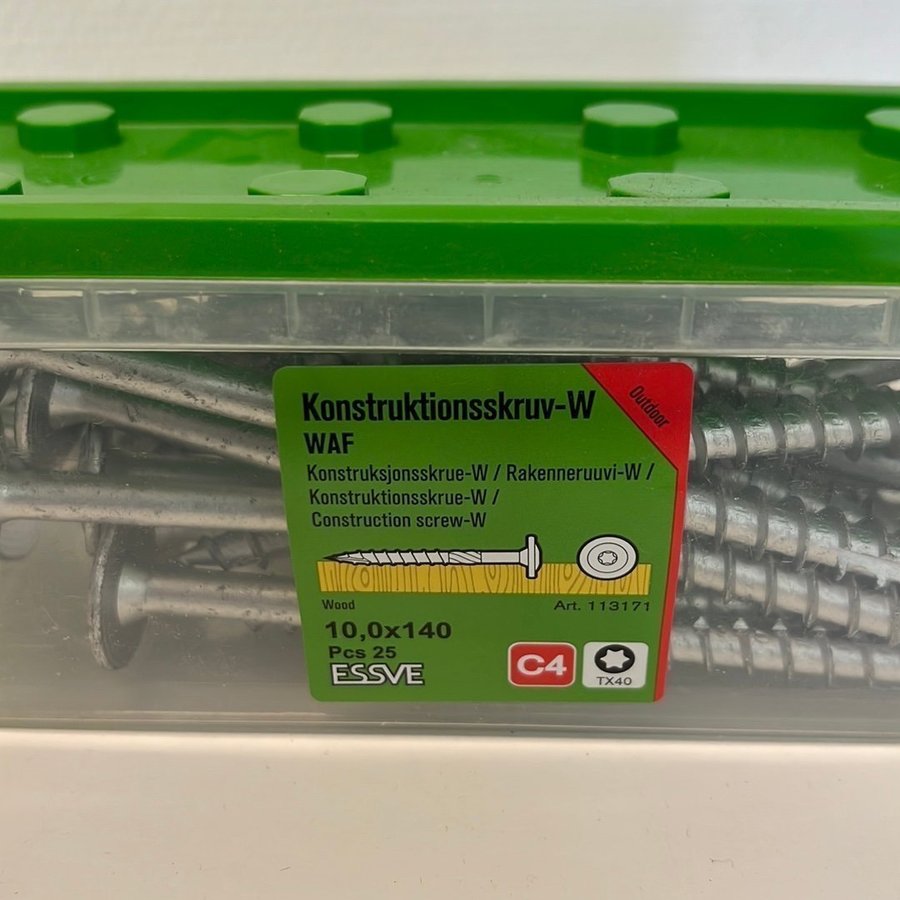 Konstruktionsskruv-W
Outdoor
WAF
Konstruksjonsskrue-W / Rakenneruuvi-W /
Konstruktionsskrue-W /
Construction screw-W
Wood
Art. 113171
10,0x140
Pcs 25
ESSVE
C4
TX40